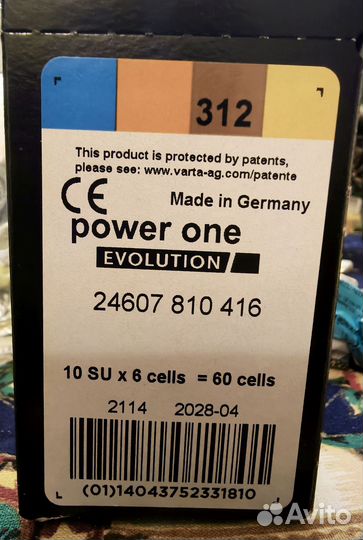 312
This product is protected by patents,
please see: www.varta-ag.com/patente
CE Made in Germany
power one
EVOLUTION
24607 810 416
10 SU x 6 cells = 60 cells
2114 2028-04
(01)14043752331810
Avito